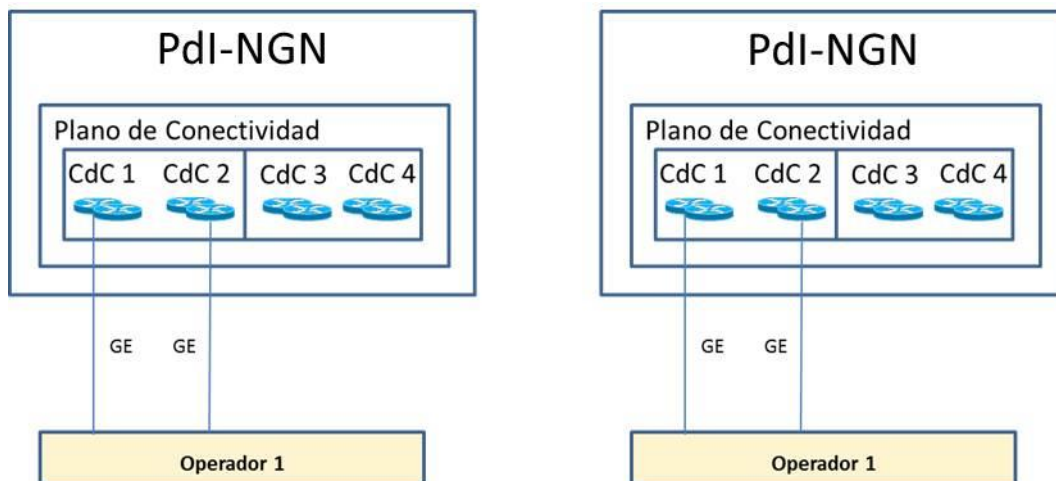 PdI-NGN
Plano de Conectividad
CdC 1 CdC 2 CdC 3 CdC 4
GE GE
Operador 1
PdI-NGN
Plano de Conectividad
CdC 1 CdC 2 CdC 3 CdC 4
GE GE
Operador 1